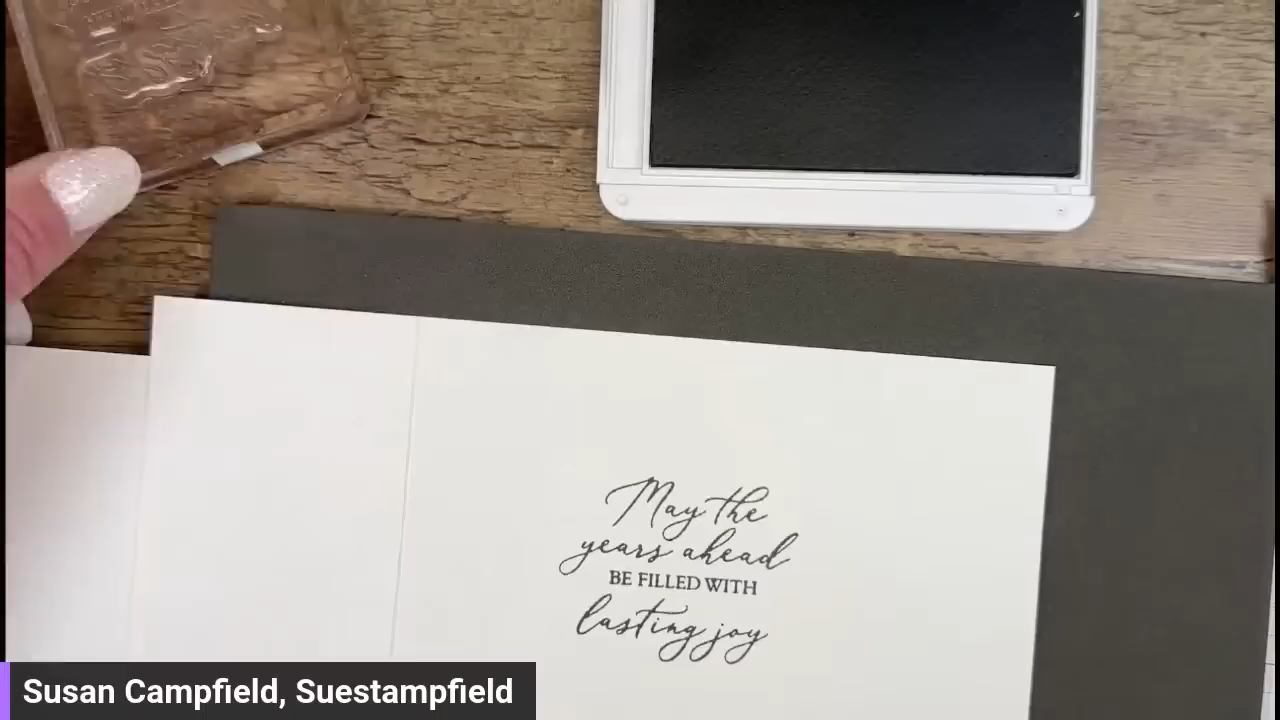 May the
years ahead
BE FILLED WITH
lasting joy
Susan Campfield, Suestampfield